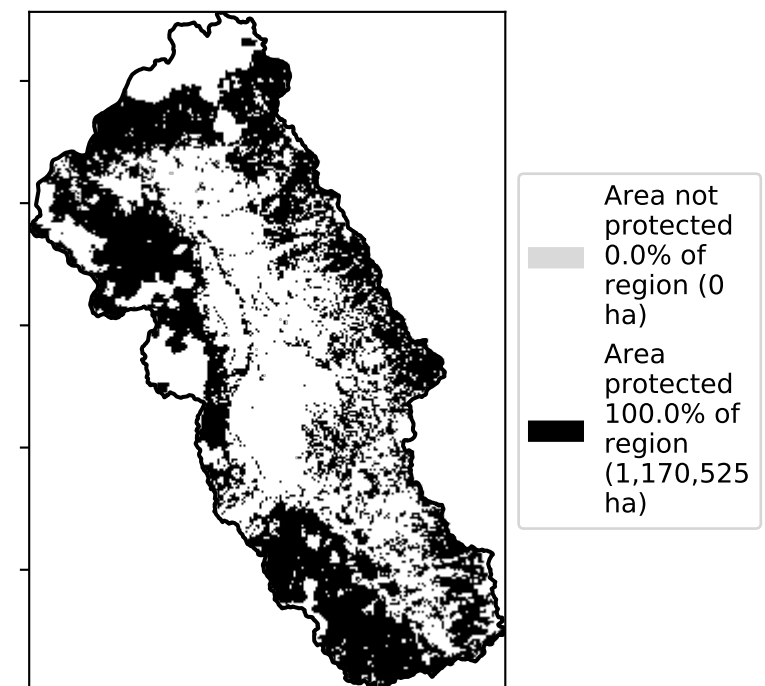 Area not
protected
0.0% of
region (0
ha)
Area
protected
100.0% of
region
(1,170,525
ha)